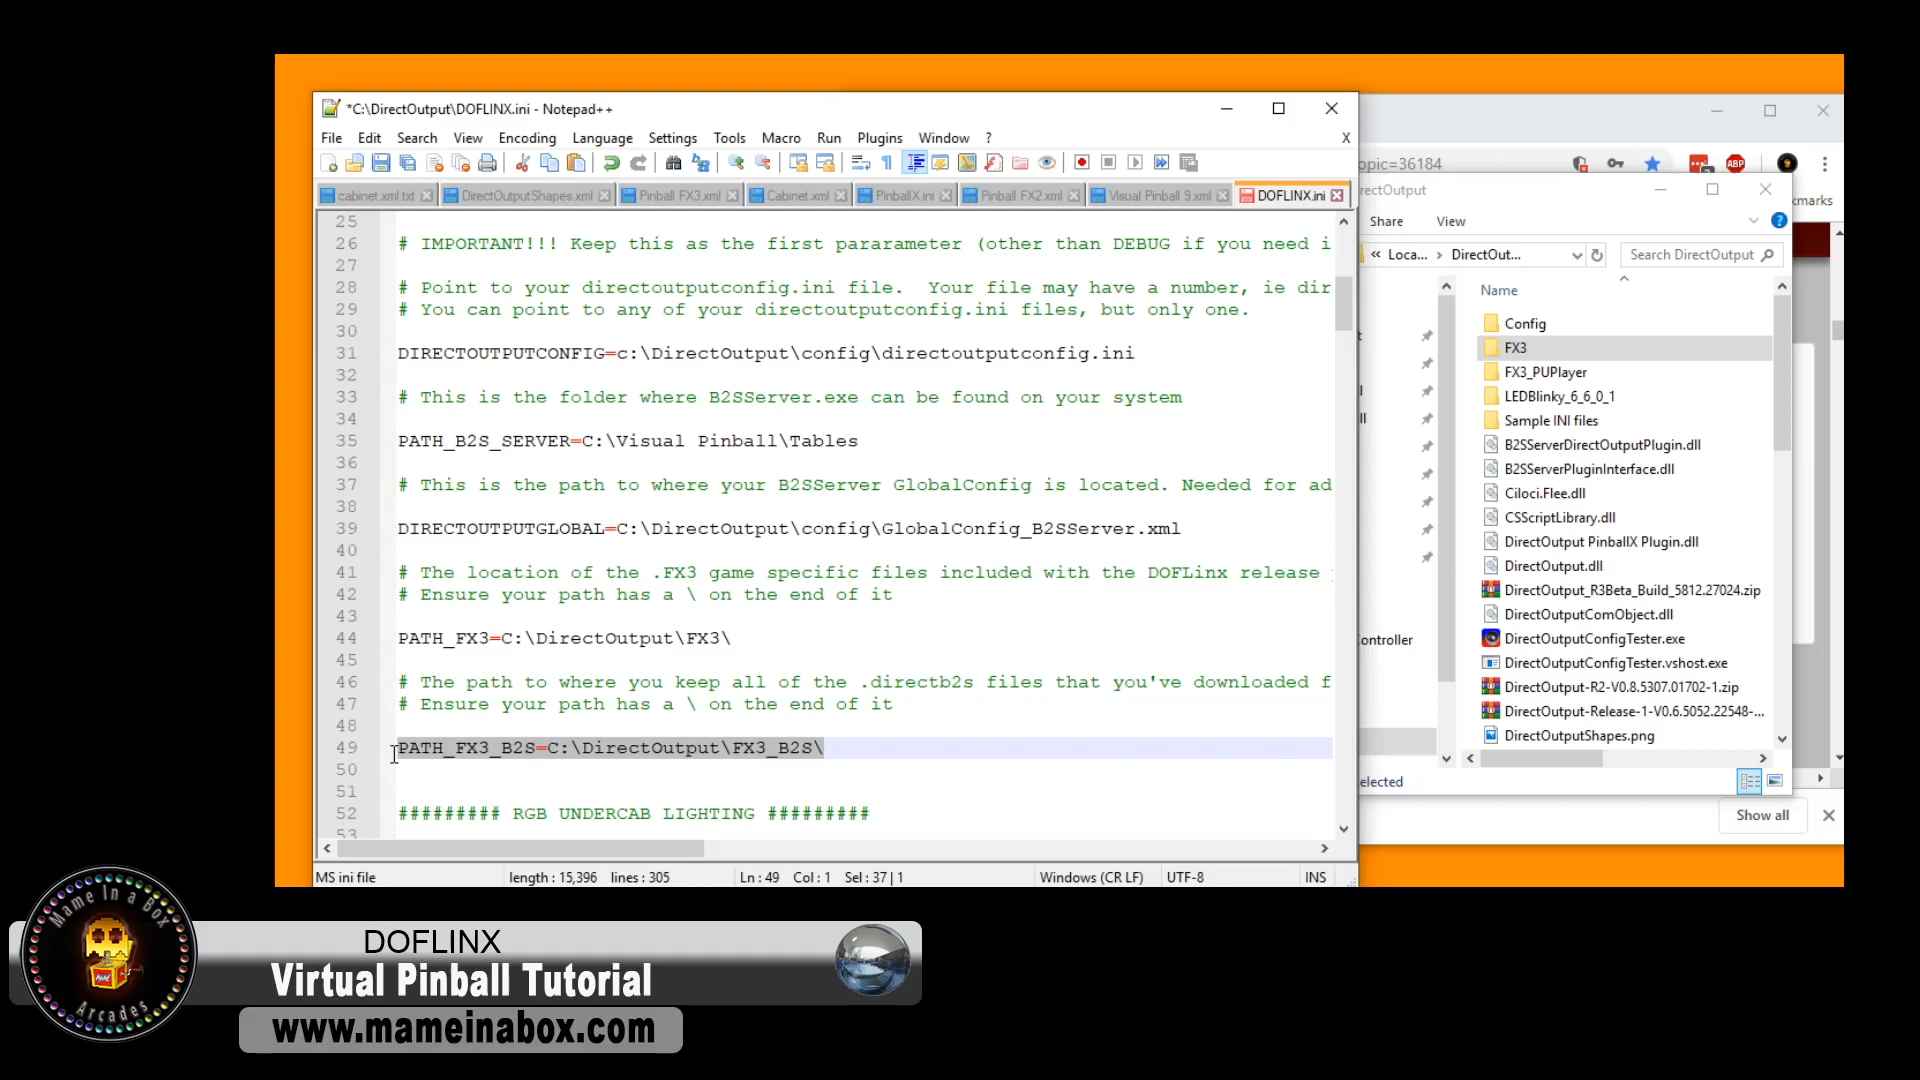 *C:\DirectOutput\DOFLINX.ini - Notepad++
File Edit Search View Encoding Language Settings Tools Macro Run Plugins Window ? X
cabinet.xml.txt DirectOutputShapes.xml Pinball FX3.xml Cabinet.xml PinballX.ini Pinball FX2.xml Visual Pinball 9.xml DOFLINX.ini
25
26 # IMPORTANT!!! Keep this as the first pararameter (other than DEBUG if you need i
27
28 # Point to your directoutputconfig.ini file.  Your file may have a number, ie dir
29 # You can point to any of your directoutputconfig.ini files, but only one.
30
31 DIRECTOUTPUTCONFIG=c:\DirectOutput\config\directoutputconfig.ini
32
33 # This is the folder where B2SServer.exe can be found on your system
34
35 PATH_B2S_SERVER=C:\Visual Pinball\Tables
36
37 # This is the path to where your B2SServer GlobalConfig is located. Needed for ad
38
39 DIRECTOUTPUTGLOBAL=C:\DirectOutput\config\GlobalConfig_B2SServer.xml
40
41 # The location of the .FX3 game specific files included with the DOFLinx release
42 # Ensure your path has a \ on the end of it
43
44 PATH_FX3=C:\DirectOutput\FX3\
45
46 # The path to where you keep all of the .directb2s files that you've downloaded f
47 # Ensure your path has a \ on the end of it
48
49 PATH_FX3_B2S=C:\DirectOutput\FX3_B2S\
50
51
52 ######### RGB UNDERCAB LIGHTING #########
53
MS ini file length : 15,396 lines : 305 Ln : 49 Col : 1 Sel : 37 | 1 Windows (CR LF) UTF-8 INS
opic=36184
ABP
kmarks
rectOutput
Share View
« Loca... › DirectOut... Search DirectOutput
Name
Config
FX3
FX3_PUPlayer
LEDBlinky_6_6_0_1
Sample INI files
B2SServerDirectOutputPlugin.dll
B2SServerPluginInterface.dll
Ciloci.Flee.dll
CSScriptLibrary.dll
DirectOutput PinballX Plugin.dll
DirectOutput.dll
DirectOutput_R3Beta_Build_5812.27024.zip
DirectOutputComObject.dll
DirectOutputConfigTester.exe
DirectOutputConfigTester.vshost.exe
DirectOutput-R2-V0.8.5307.01702-1.zip
DirectOutput-Release-1-V0.6.5052.22548-...
DirectOutputShapes.png
ontroller
elected
Show all
Mame In a Box
Arcades
DOFLINX
Virtual Pinball Tutorial
www.mameinabox.com